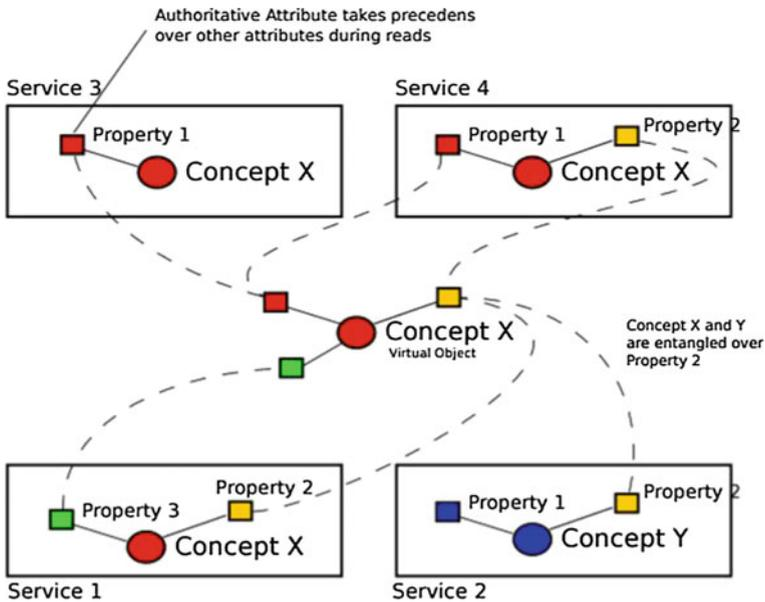 Authoritative Attribute takes precedens
over other attributes during reads
Service 3
Property 1
Concept X
Service 4
Property 1
Property 2
Concept X
Concept X
Virtual Object
Concept X and Y
are entangled over
Property 2
Property 3
Property 2
Concept X
Service 1
Property 1
Property 2
Concept Y
Service 2